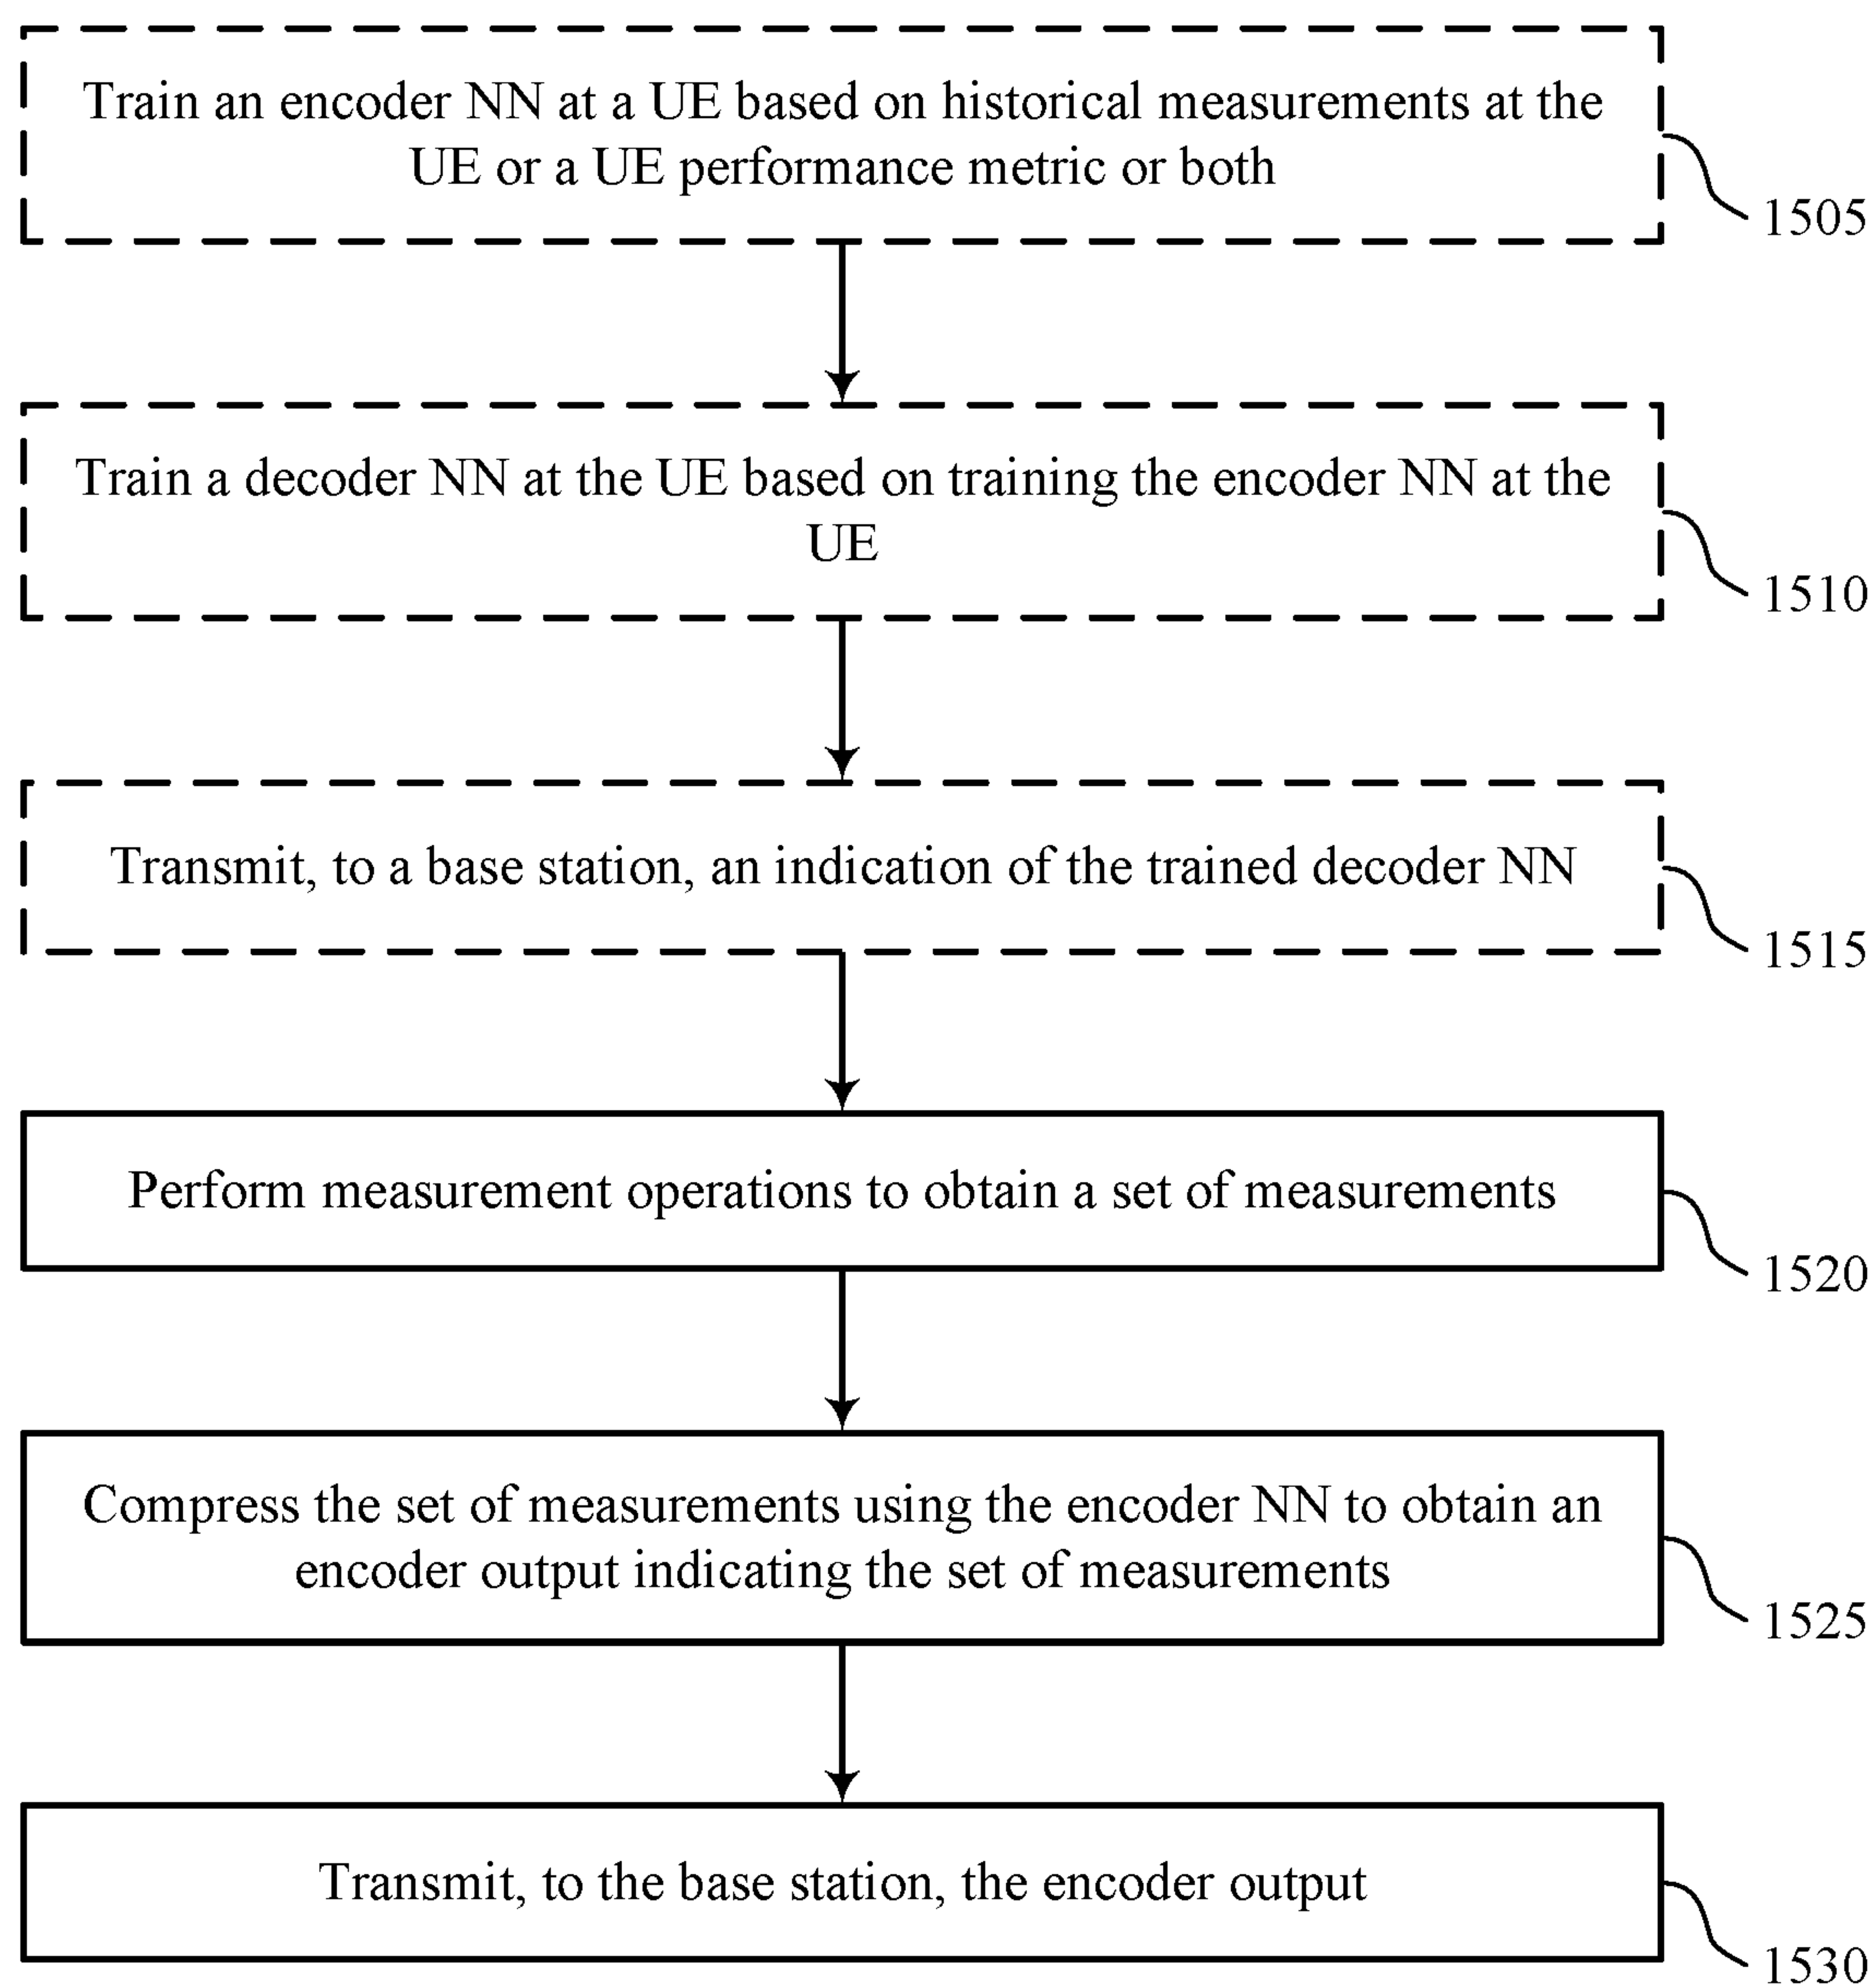 Train an encoder NN at a UE based on historical measurements at the
UE or a UE performance metric or both
1505
Train a decoder NN at the UE based on training the encoder NN at the
UE
1510
Transmit, to a base station, an indication of the trained decoder NN
1515
Perform measurement operations to obtain a set of measurements
1520
Compress the set of measurements using the encoder NN to obtain an
encoder output indicating the set of measurements
1525
Transmit, to the base station, the encoder output
1530